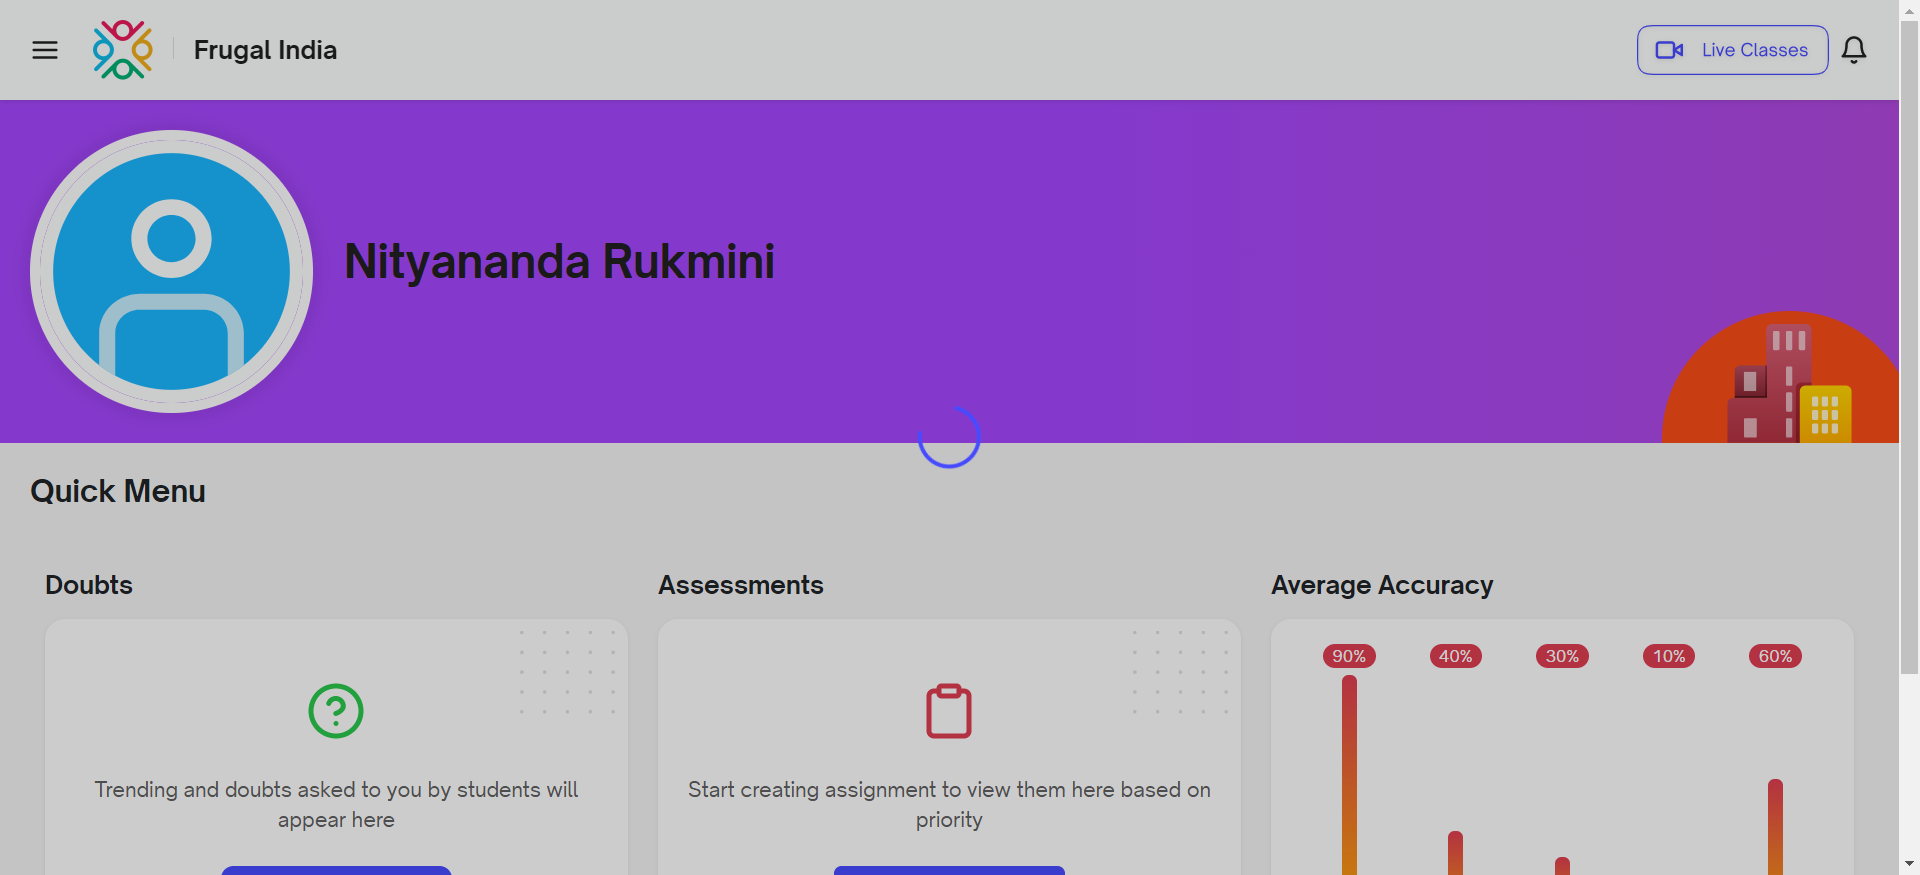 Frugal India
Live Classes
Nityananda Rukmini
Quick Menu
Doubts
Trending and doubts asked to you by students will
appear here
Assessments
Start creating assignment to view them here based on
priority
Average Accuracy
90% 40% 30% 10% 60%